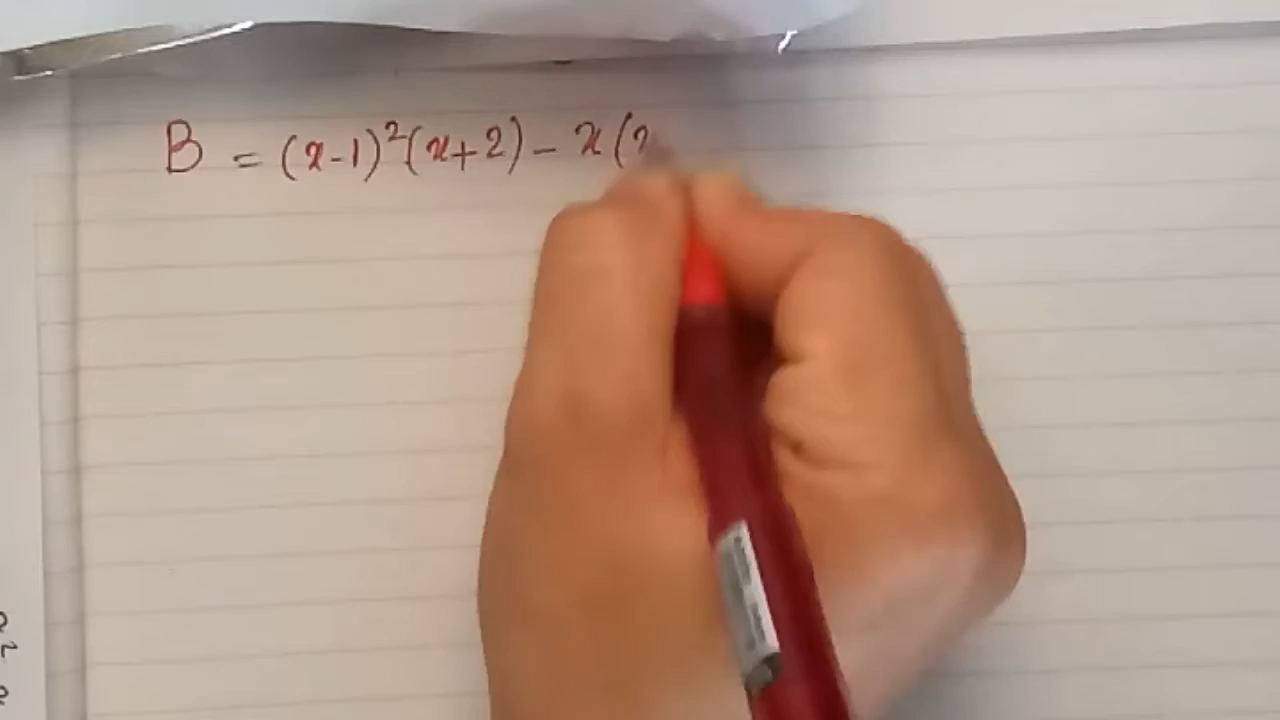 B = (x-1)²(x+2) - x(x